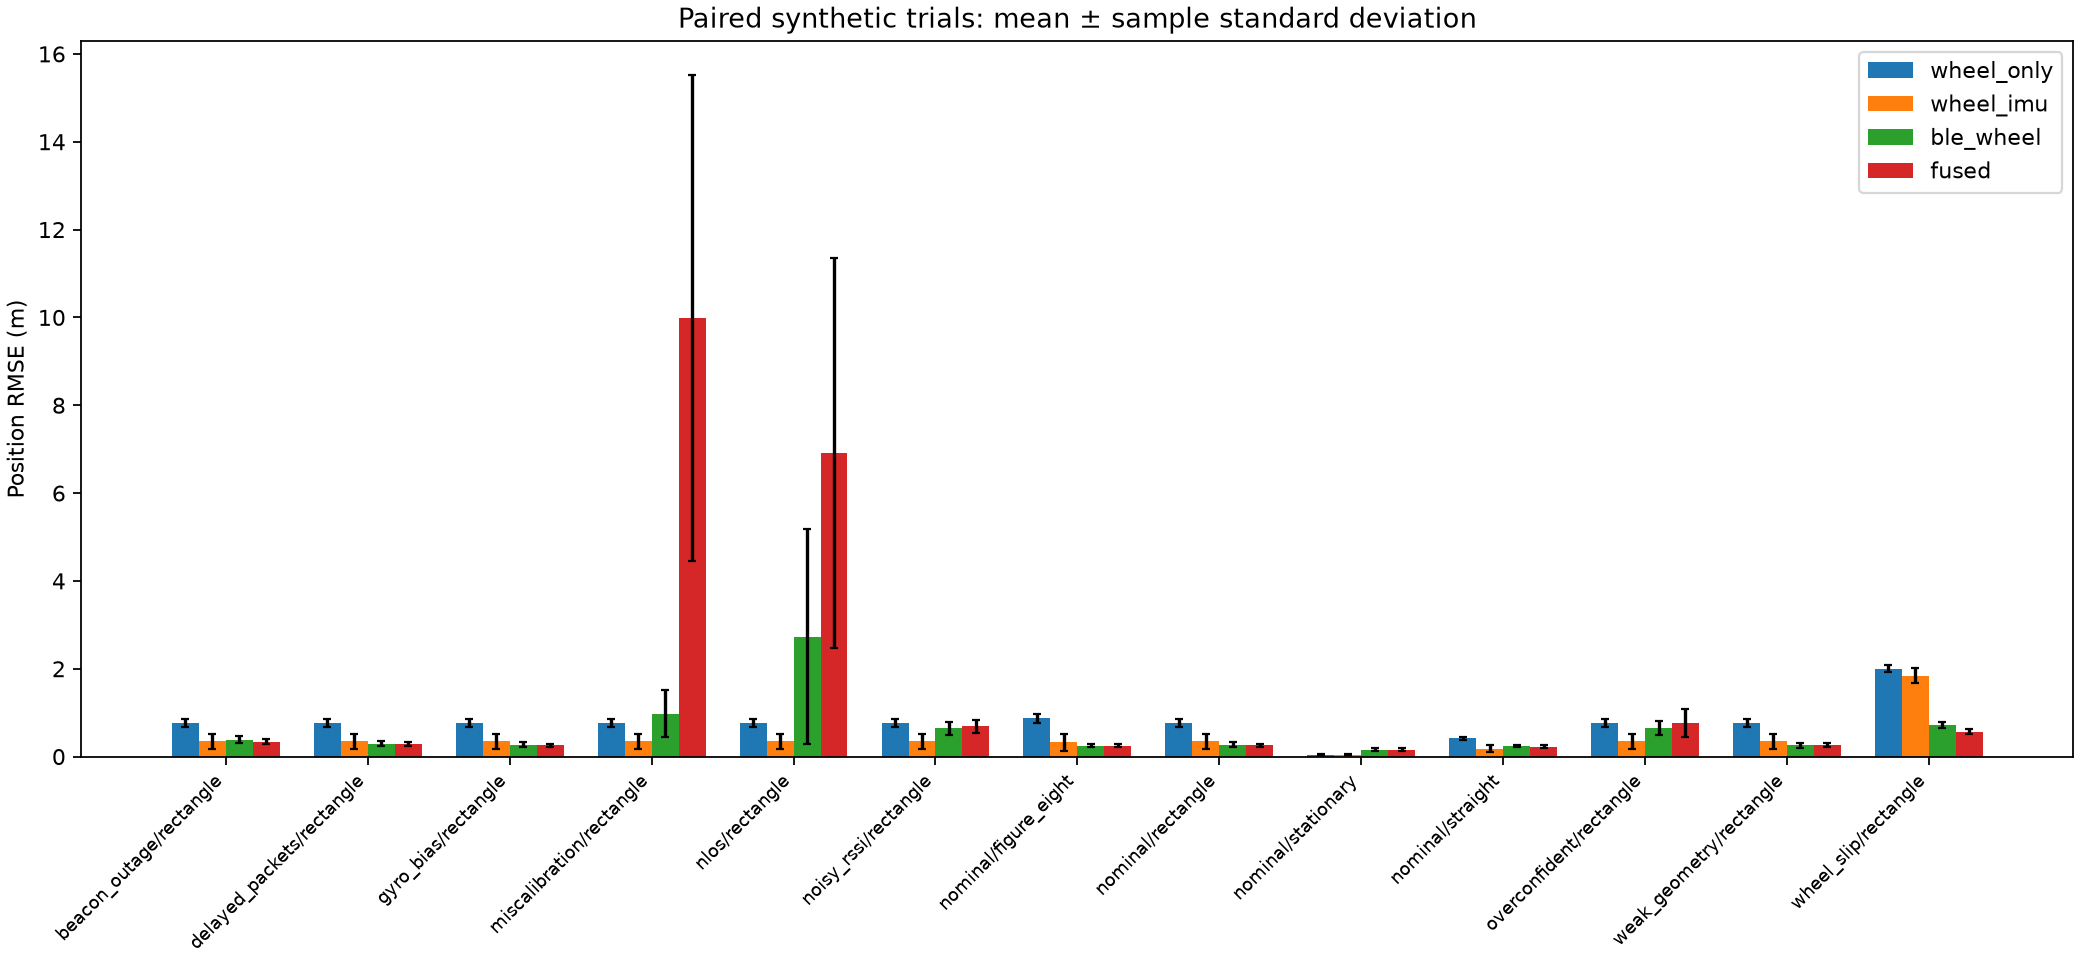 Paired synthetic trials: mean ± sample standard deviation
Position RMSE (m)
16
14
12
10
8
6
4
2
0
wheel_only
wheel_imu
ble_wheel
fused
beacon_outage/rectangle
delayed_packets/rectangle
gyro_bias/rectangle
miscalibration/rectangle
nlos/rectangle
noisy_rssi/rectangle
nominal/figure_eight
nominal/rectangle
nominal/stationary
nominal/straight
overconfident/rectangle
weak_geometry/rectangle
wheel_slip/rectangle